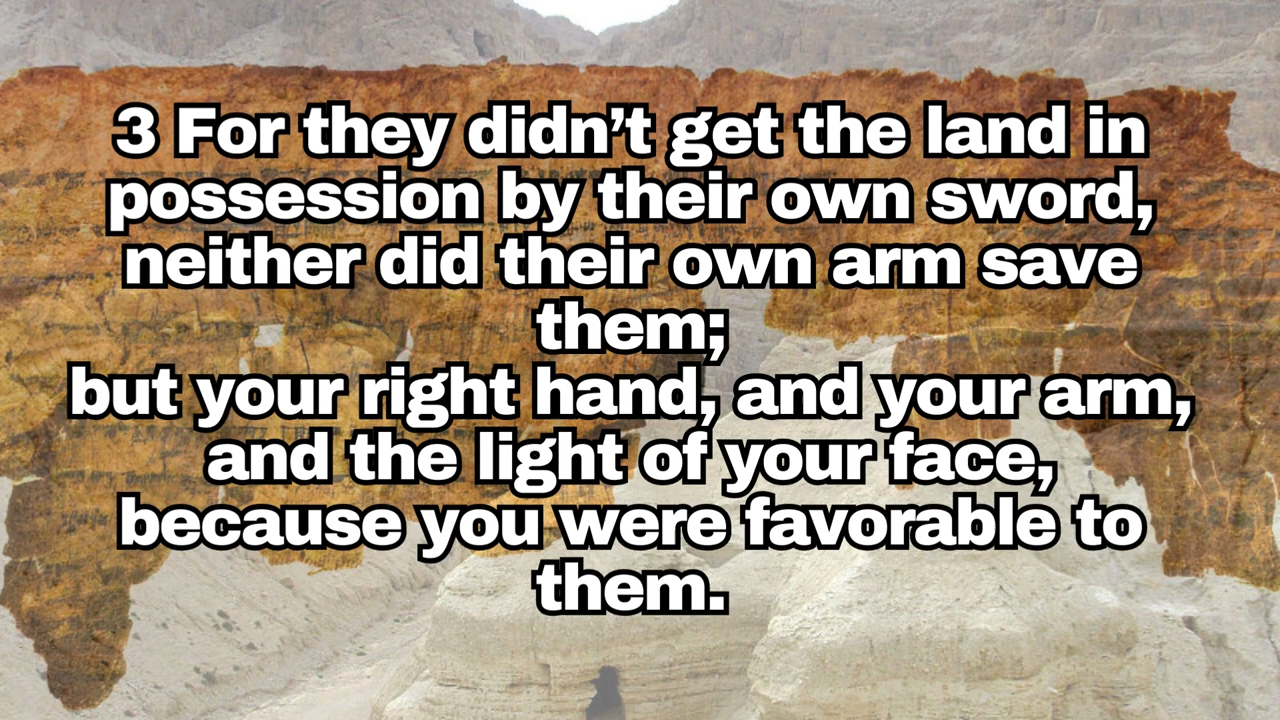 3 For they didn’t get the land in
possession by their own sword,
neither did their own arm save
them;
but your right hand, and your arm,
and the light of your face,
because you were favorable to
them.